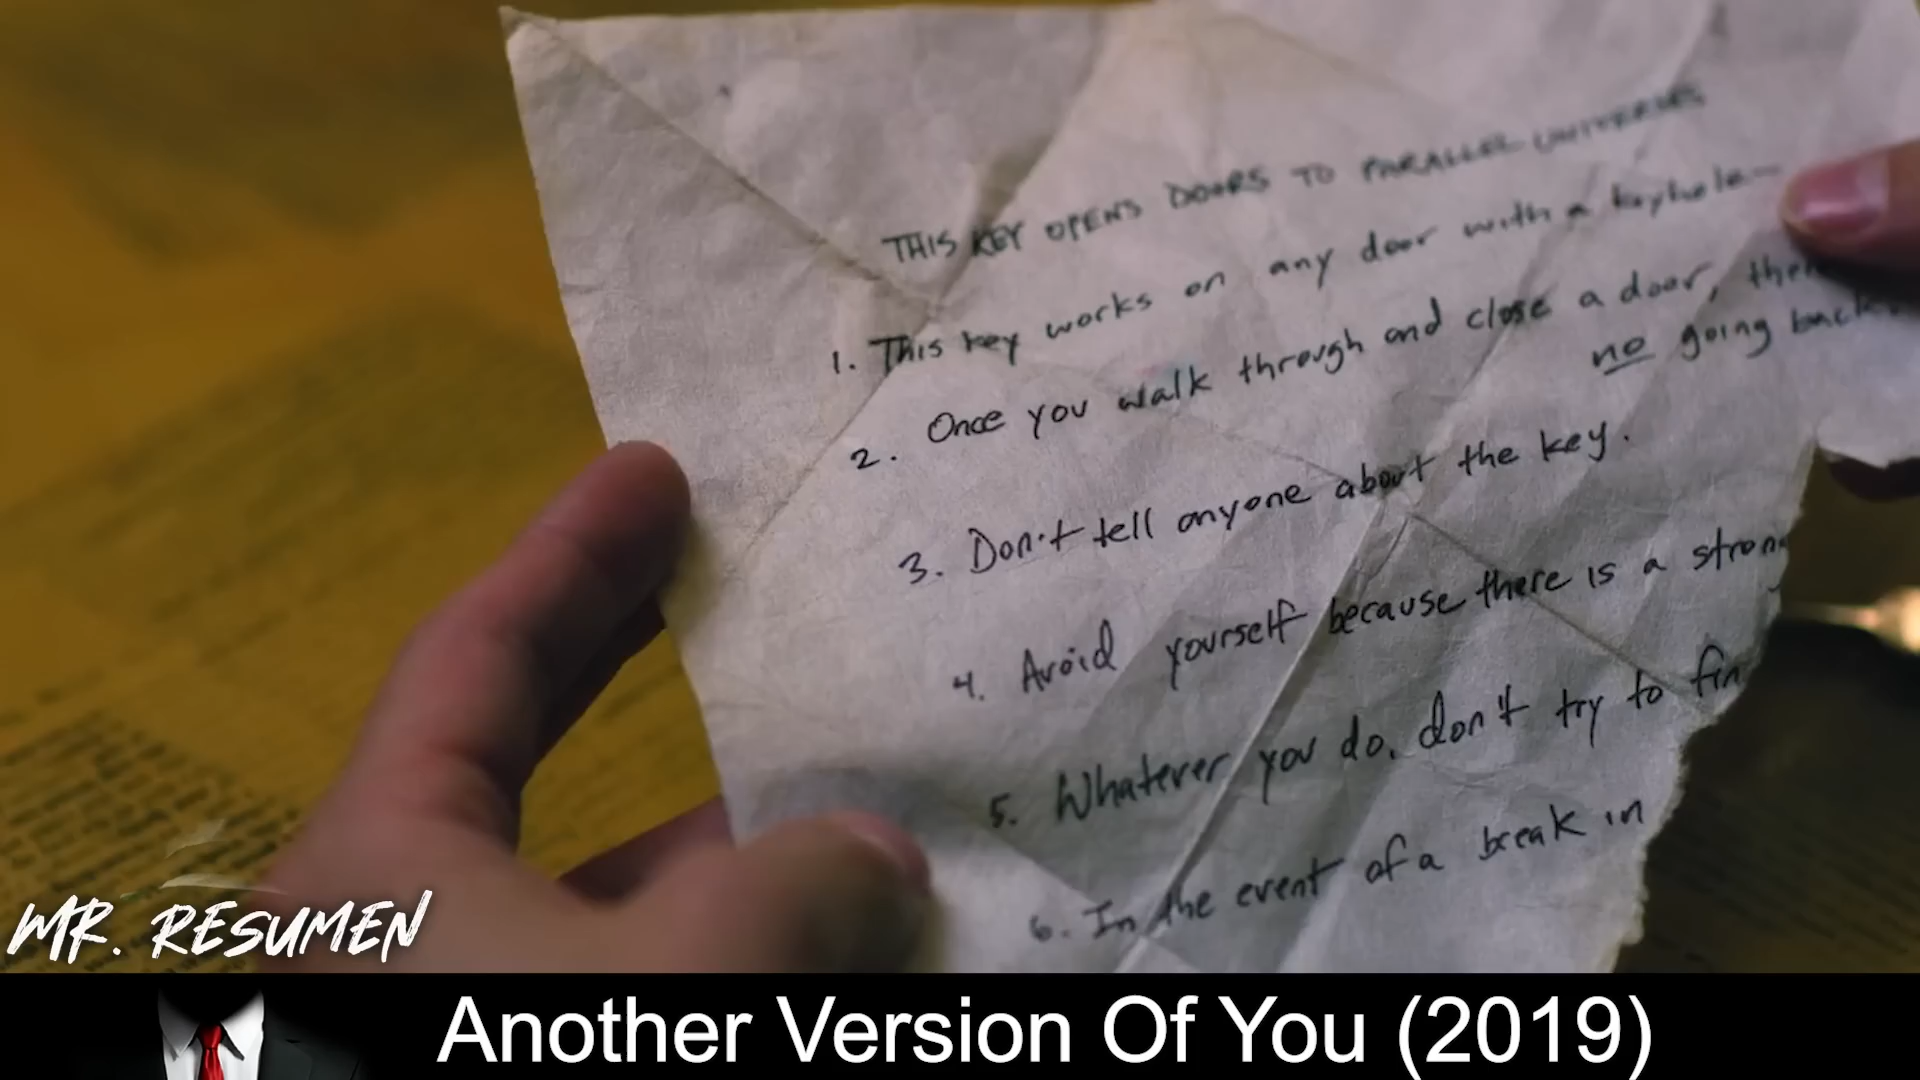 THIS KEY OPENS DOORS TO PARALLEL UNIVERSES
1. This key works on any door with a keyhole—
2. Once you walk through and close a door, ther
no going back
3. Don't tell anyone about the key.
4. Avoid yourself because there is a strong
5. Whatever you do, don't try to fin
6. In the event of a break in
MR. RESUMEN
Another Version Of You (2019)